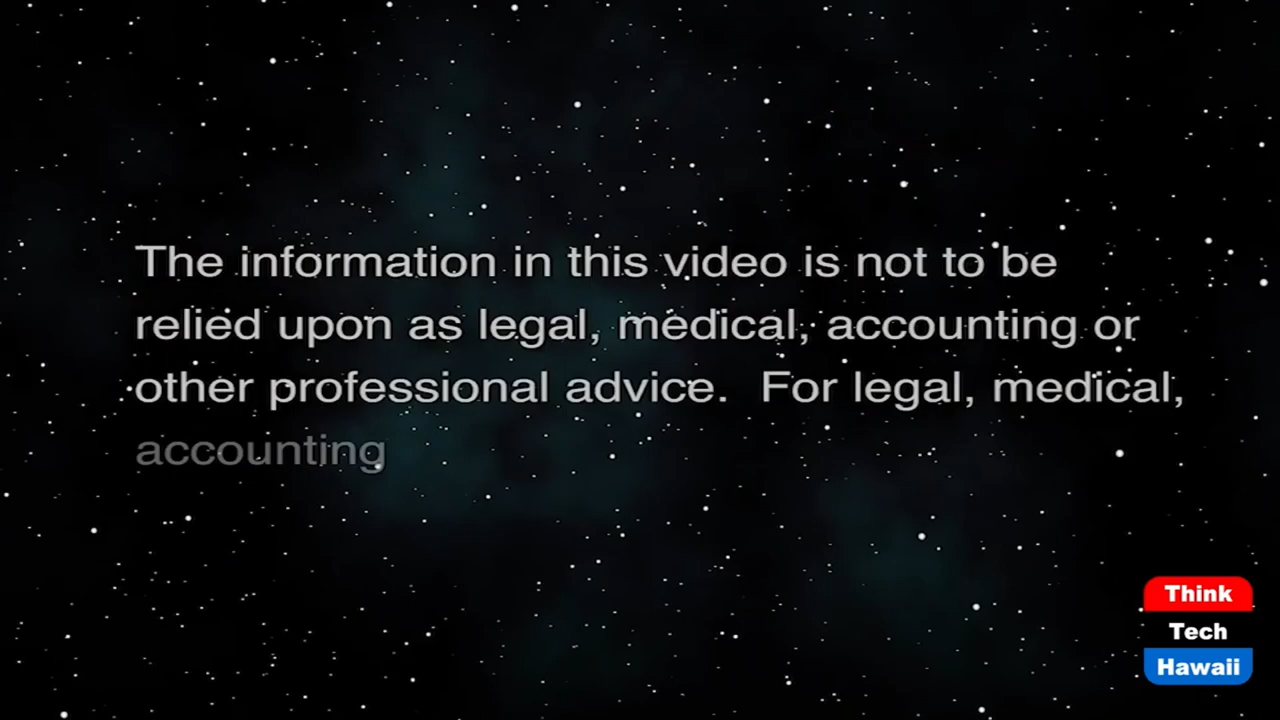 The information in this video is not to be
relied upon as legal, medical, accounting or
other professional advice.  For legal, medical,
accounting
Think
Tech
Hawaii